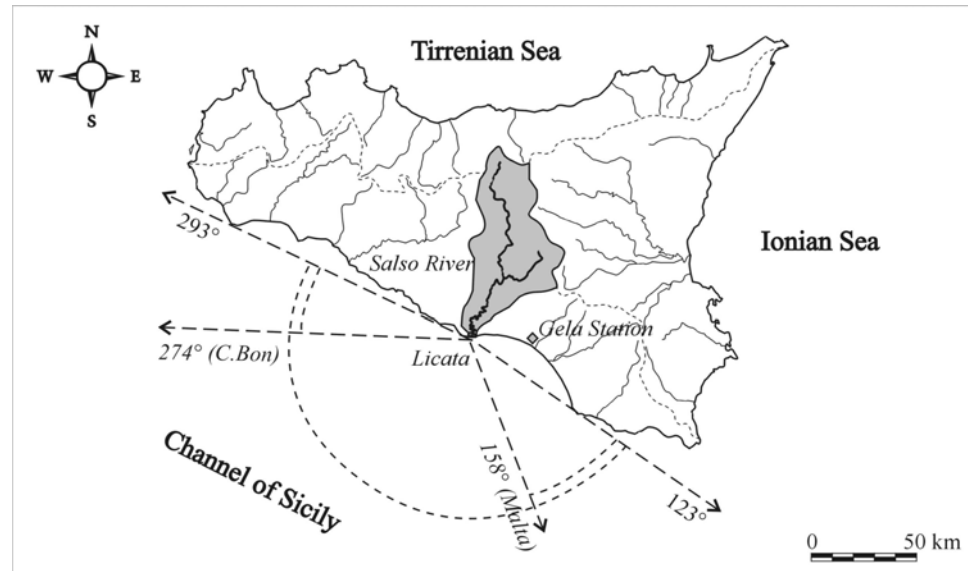 N
Tirrenian Sea
W E
S
293°
Salso River
Ionian Sea
Gela Station
274° (C.Bon)
Licata
Channel of Sicily
158° (Malta)
123°
0 50 km